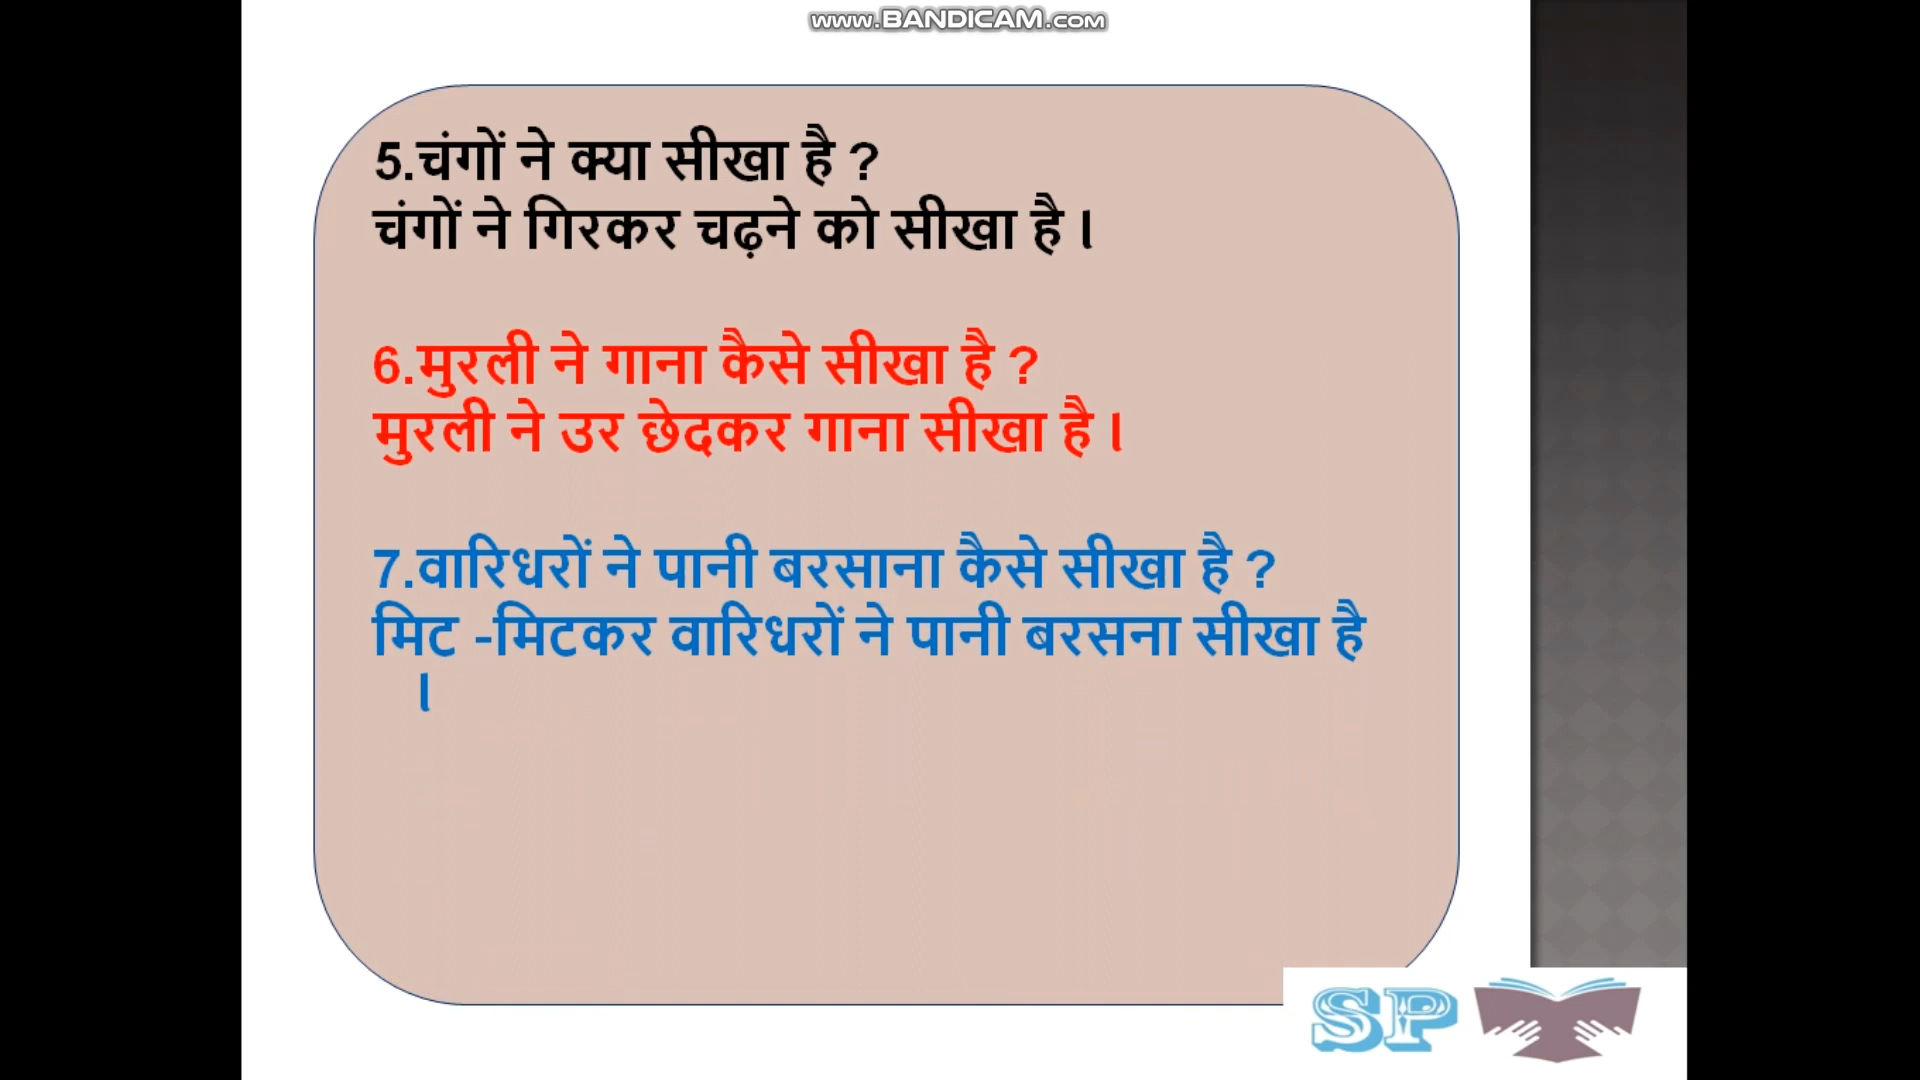 www.BANDICAM.com
5.चंगों ने क्या सीखा है ?
चंगों ने गिरकर चढ़ने को सीखा है ।
6.मुरली ने गाना कैसे सीखा है ?
मुरली ने उर छेदकर गाना सीखा है ।
7.वारिधरों ने पानी बरसाना कैसे सीखा है ?
मिट -मिटकर वारिधरों ने पानी बरसना सीखा है
।
SP